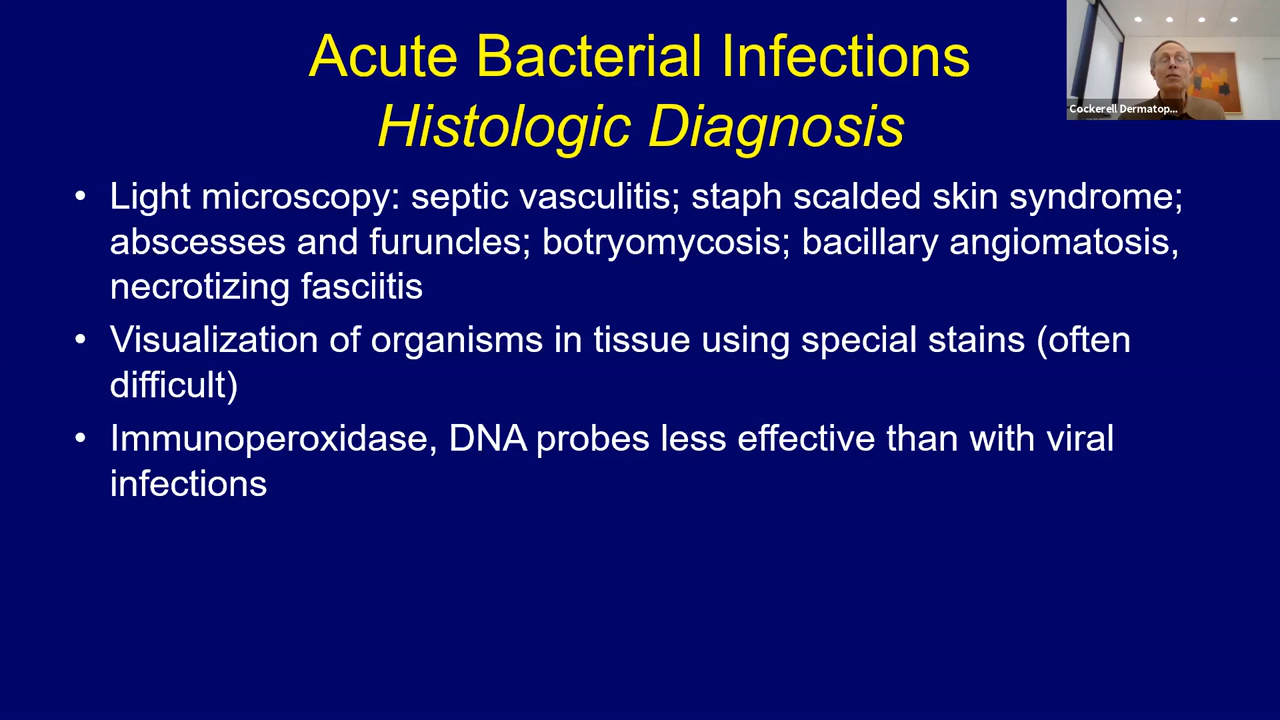 Acute Bacterial Infections
Histologic Diagnosis
Cockerell Dermatop...
• Light microscopy: septic vasculitis; staph scalded skin syndrome;
abscesses and furuncles; botryomycosis; bacillary angiomatosis,
necrotizing fasciitis
• Visualization of organisms in tissue using special stains (often
difficult)
• Immunoperoxidase, DNA probes less effective than with viral
infections